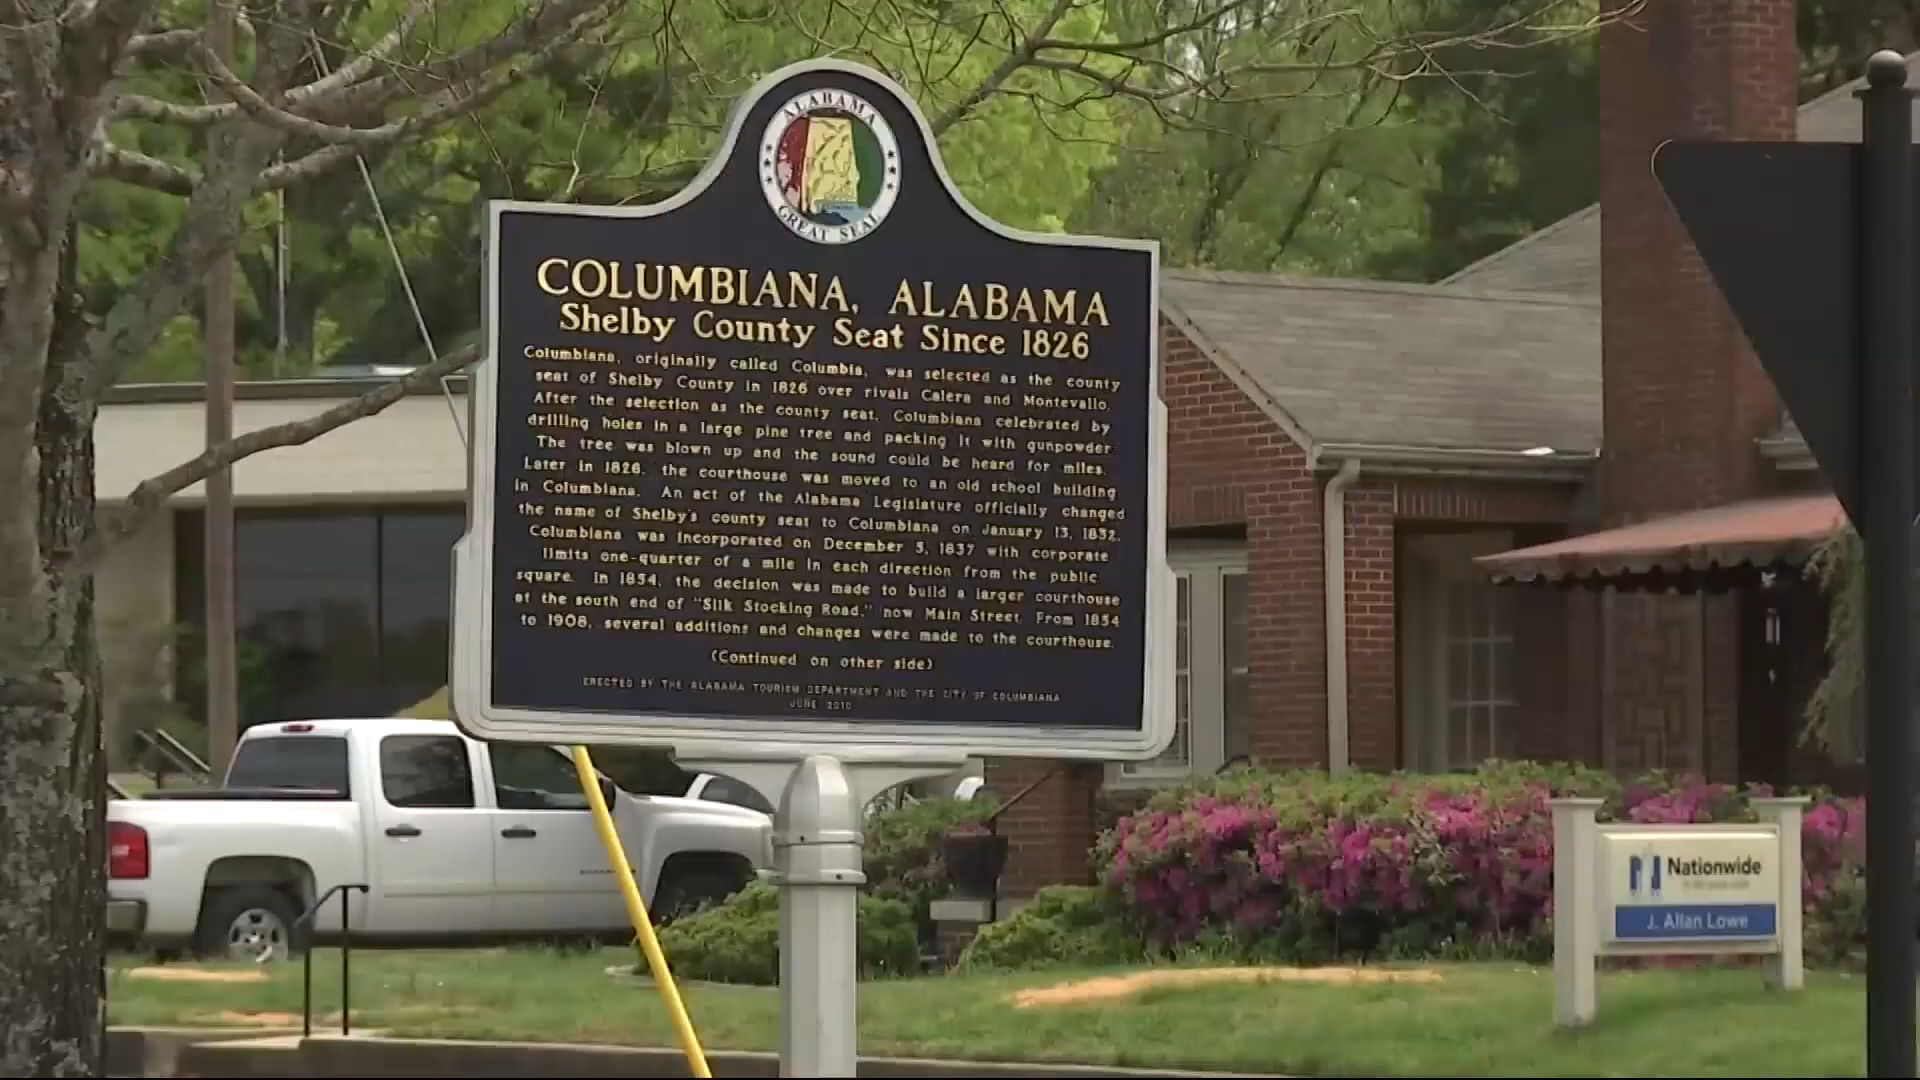 ALABAMA
GREAT SEAL
COLUMBIANA, ALABAMA
Shelby County Seat Since 1826
Columbiana, originally called Columbia, was selected as the county
seat of Shelby County in 1826 over rivals Calera and Montevallo.
After the selection as the county seat, Columbiana celebrated by
drilling holes in a large pine tree and packing it with gunpowder.
The tree was blown up and the sound could be heard for miles.
Later in 1826, the courthouse was moved to an old school building
in Columbiana. An act of the Alabama Legislature officially changed
the name of Shelby's county seat to Columbiana on January 13, 1832.
Columbiana was incorporated on December 5, 1837 with corporate
limits one-quarter of a mile in each direction from the public
square. In 1854, the decision was made to build a larger courthouse
at the south end of "Silk Stocking Road," now Main Street. From 1854
to 1908, several additions and changes were made to the courthouse.
(Continued on other side)
ERECTED BY THE ALABAMA TOURISM DEPARTMENT AND THE CITY OF COLUMBIANA
JUNE 2010
Nationwide
J. Allan Lowe